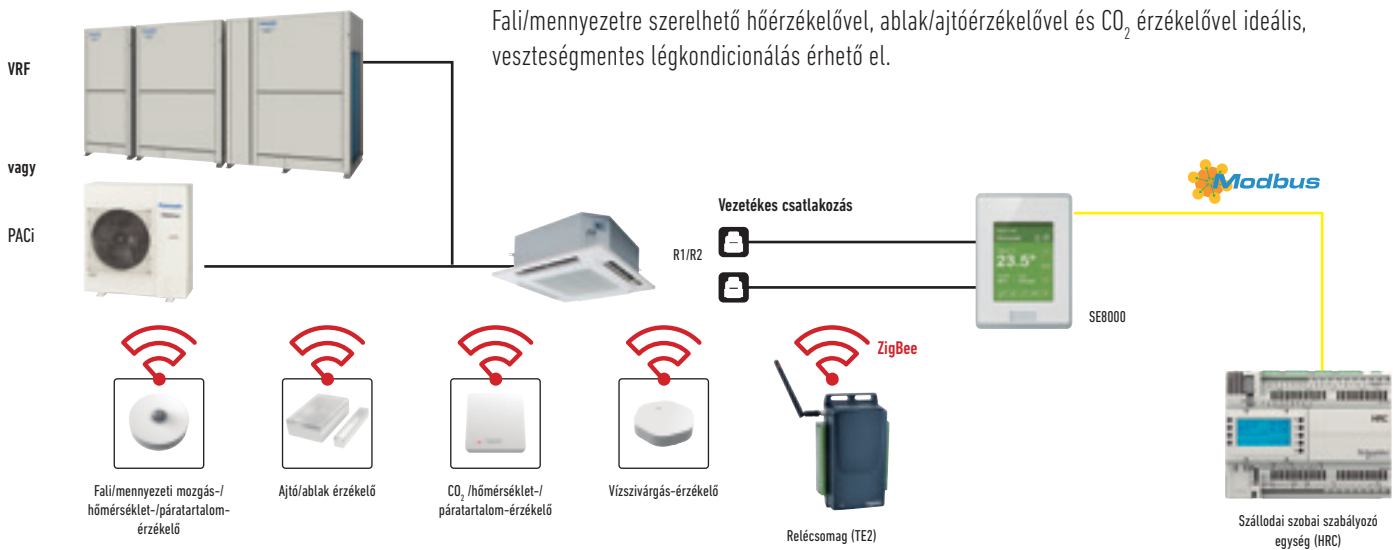 Fali/mennyezetre szerelhető hőérzékelővel, ablak/ajtóérzékelővel és CO₂ érzékelővel ideális,
veszteségmentes légkondicionálás érhető el.
VRF
vagy
PACi
Vezetékes csatlakozás
R1/R2
Modbus
23.5°
SE8000
ZigBee
HRC
Fali/mennyezeti mozgás-/
hőmérséklet-/páratartalom-
érzékelő
Ajtó/ablak érzékelő
CO₂ /hőmérséklet-/
páratartalom-érzékelő
Vízszivárgás-érzékelő
Relécsomag (TE2)
Szállodai szobai szabályozó
egység (HRC)